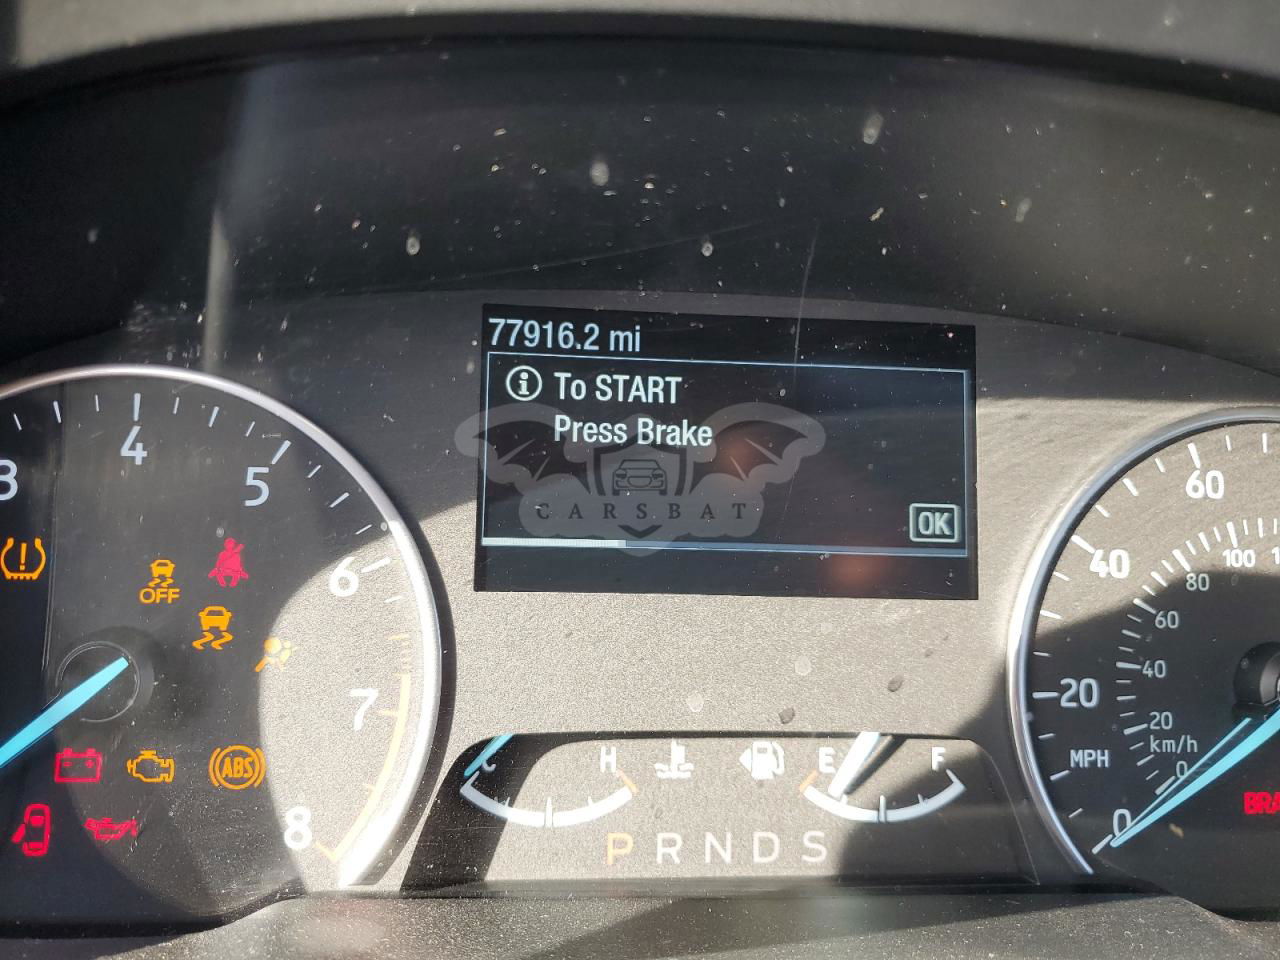 77916.2 mi
i To START
Press Brake
CARSBAT
OK
3 4 5 6 7 8
OFF
ABS
C H
E F
P R N D S
0 20 40 60
MPH
0 20 40 60 80 100
km/h